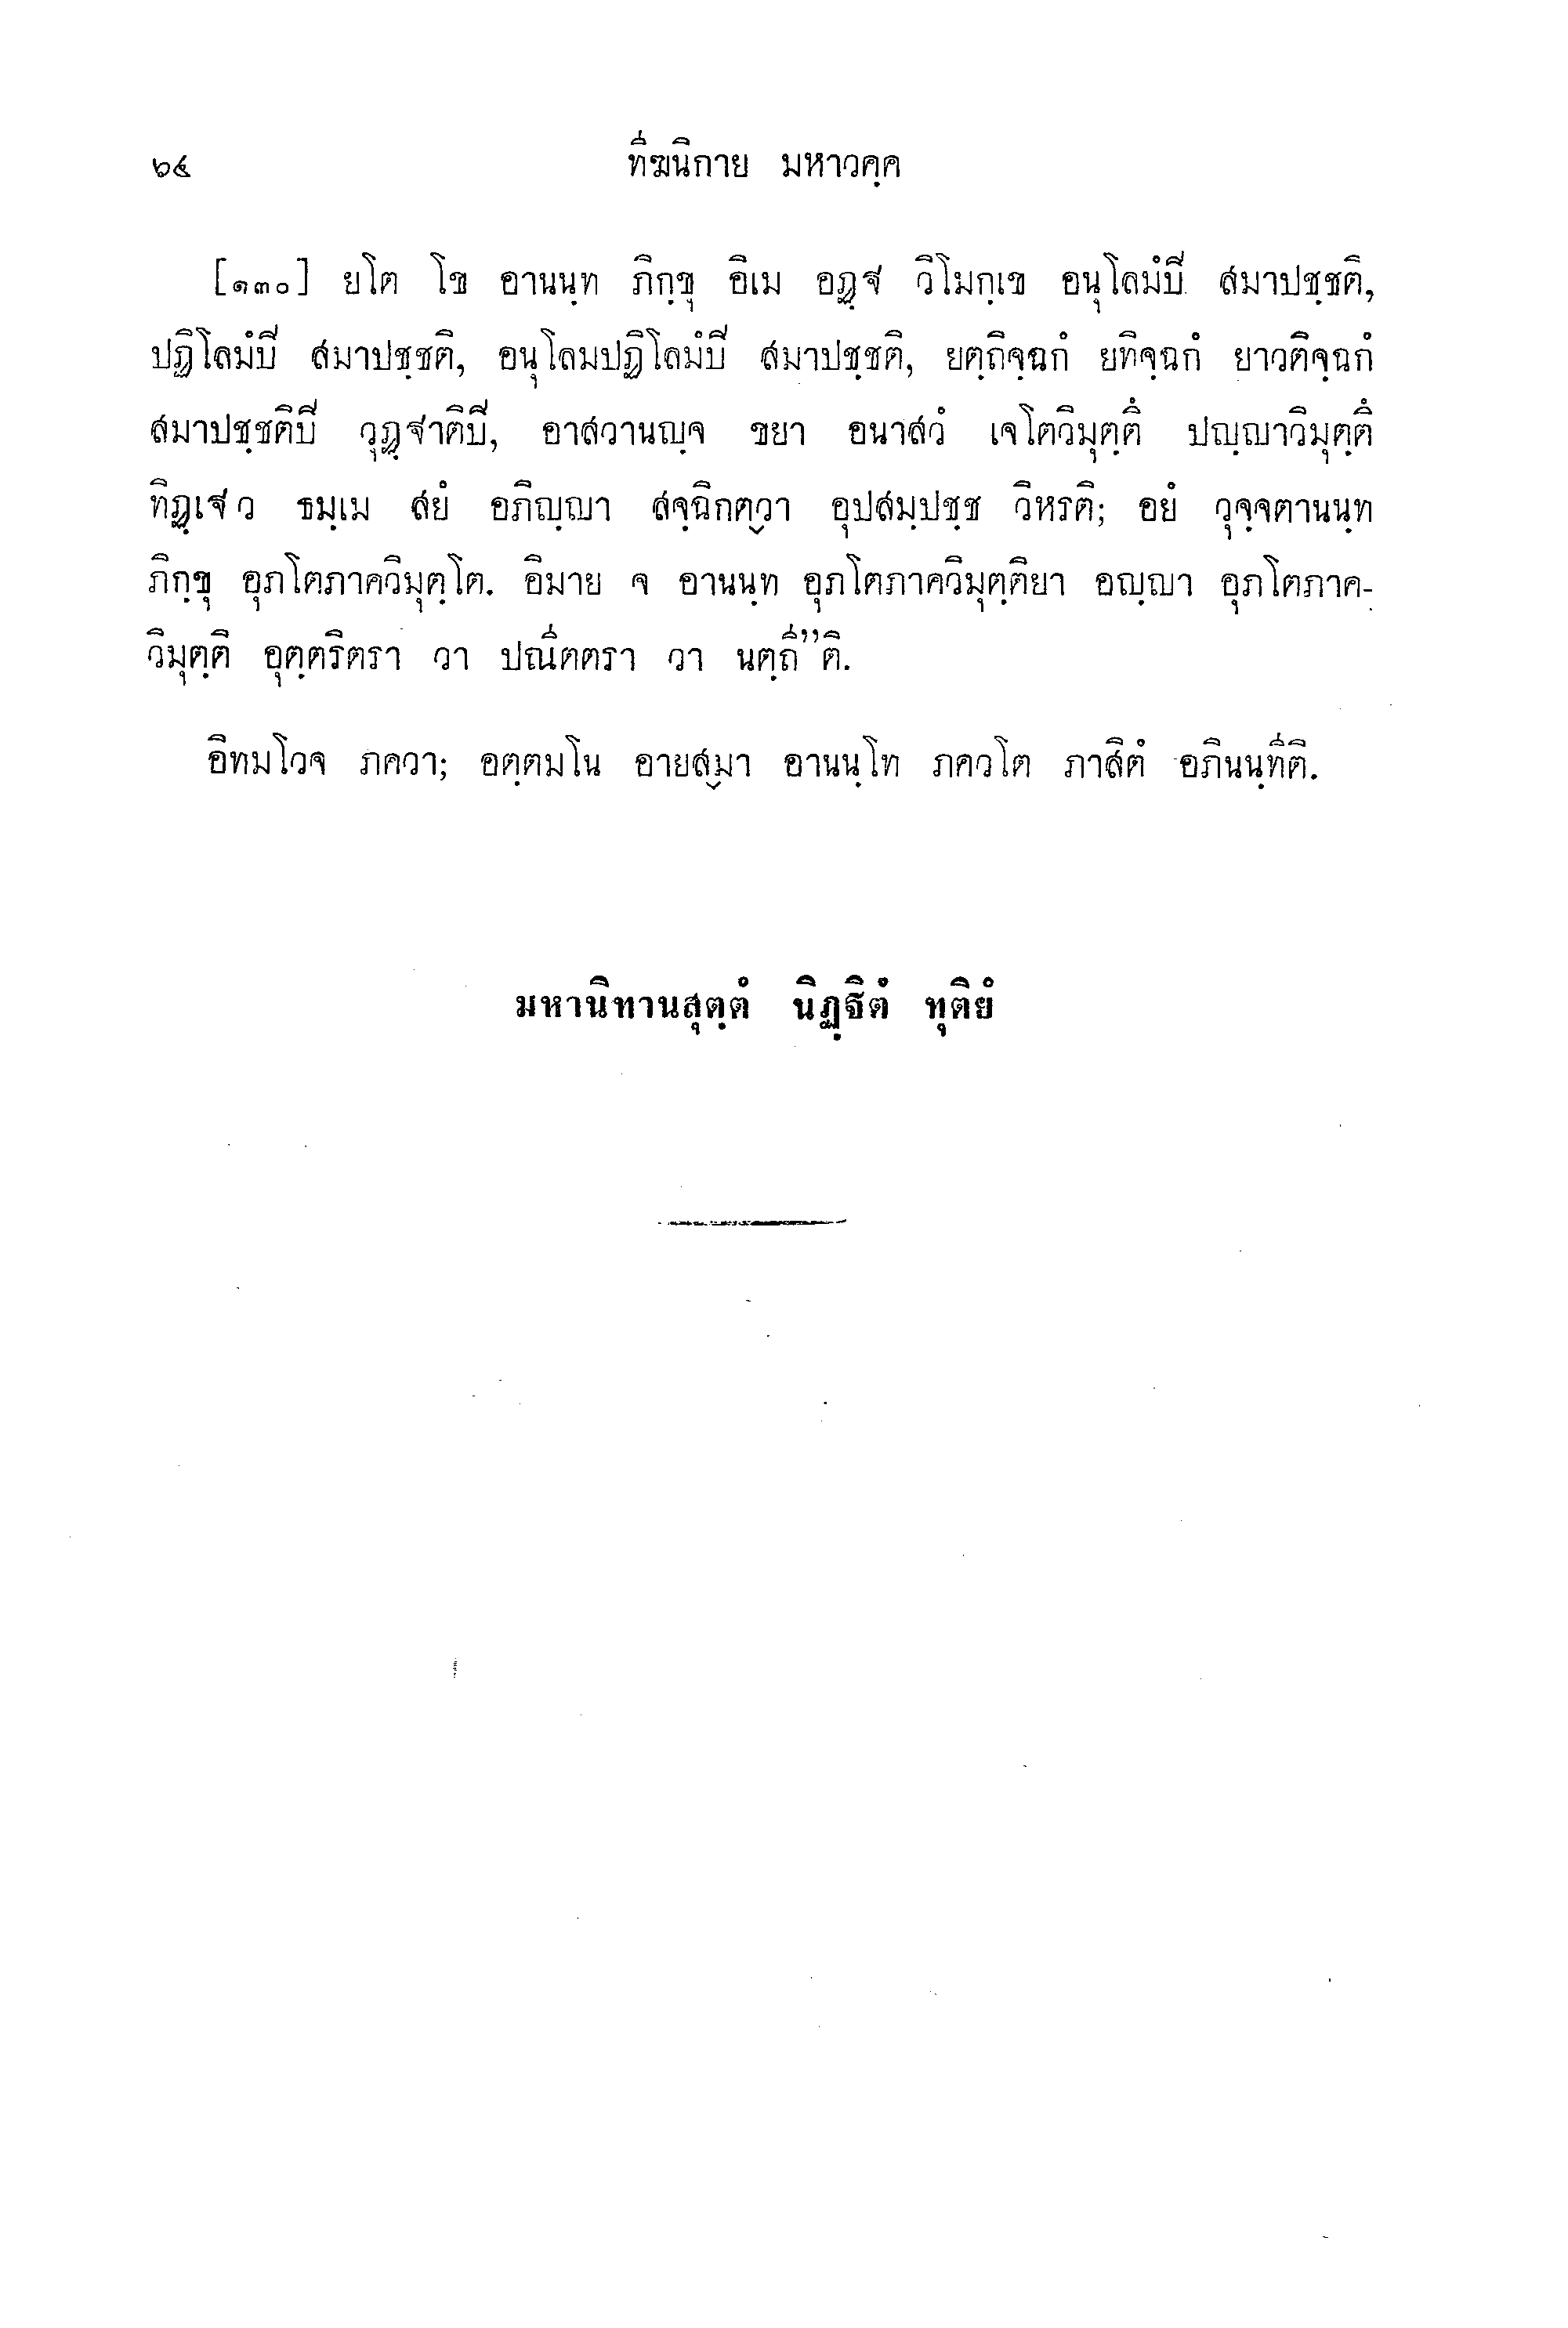 ๖๔ ทีฆนิกาย มหาวคฺค
[๑๓๐] ยโต โข อานนฺท ภิกฺขุ อิเม อฏฺฐ วิโมกฺเข อนุโลมํปี สมาปชฺชติ,
ปฏิโลมํปี สมาปชฺชติ, อนุโลมปฏิโลมํปี สมาปชฺชติ, ยตฺถิจฺฉกํ ยทิจฺฉกํ ยาวติจฺฉกํ
สมาปชฺชติปี วุฏฺฐาติปี, อาสวานญฺจ ขยา อนาสวํ เจโตวิมุตฺตึ ปญฺญาวิมุตฺตึ
ทิฏฺเฐว ธมฺเม สยํ อภิญฺญา สจฺฉิกตฺวา อุปสมฺปชฺช วิหรติ; อยํ วุจฺจตานนฺท
ภิกฺขุ อุภโตภาควิมุตฺโต. อิมาย จ อานนฺท อุภโตภาควิมุตฺติยา อญฺญา อุภโตภาค-
วิมุตฺติ อุตฺตริตรา วา ปณีตตรา วา นตฺถี”ติ.
อิทมโวจ ภควา; อตฺตมโน อายสฺมา อานนฺโท ภควโต ภาสิตํ อภินนฺทีติ.
มหานิทานสุตฺตํ นิฏฺฐิตํ ทุติยํ